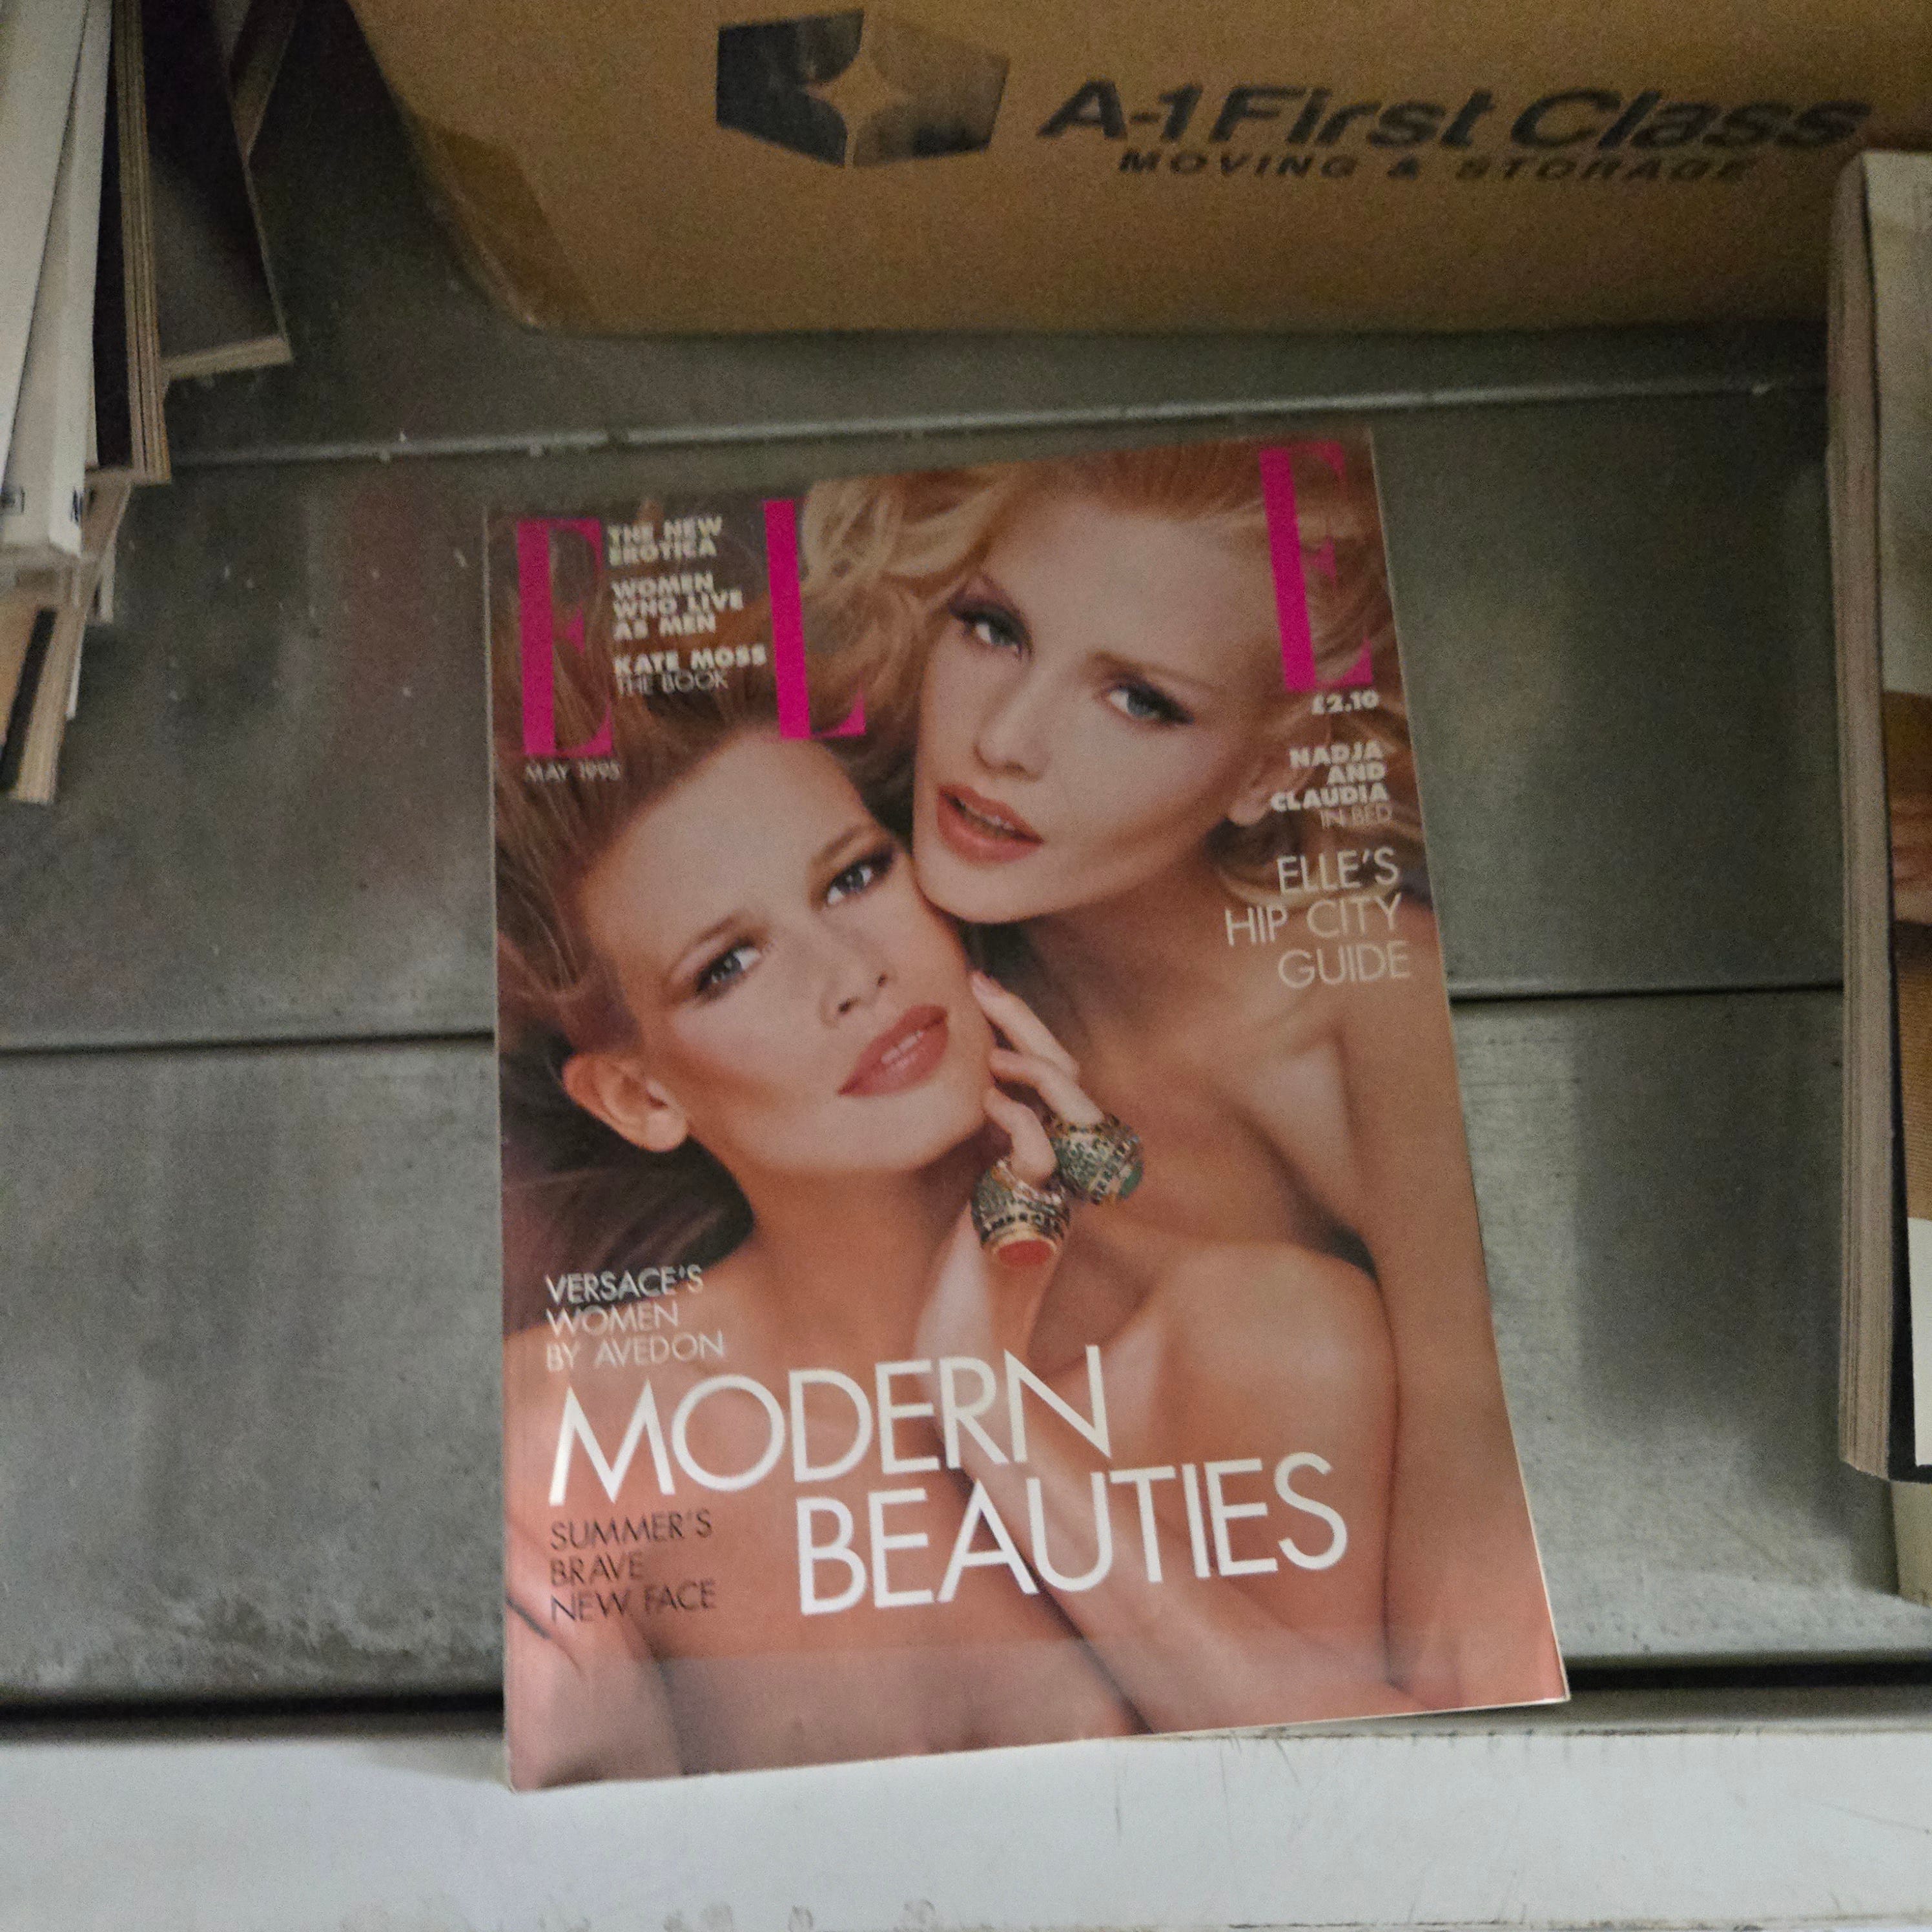 A-1 First Class
MOVING & STORAGE
ELLE
THE NEW
EROTICA
WOMEN
WHO LIVE
AS MEN
KATE MOSS
THE BOOK
MAY 1995
£2.10
NADJA
AND
CLAUDIA
IN BED
ELLE'S
HIP CITY
GUIDE
VERSACE'S
WOMEN
BY AVEDON
MODERN
BEAUTIES
SUMMER'S
BRAVE
NEW FACE